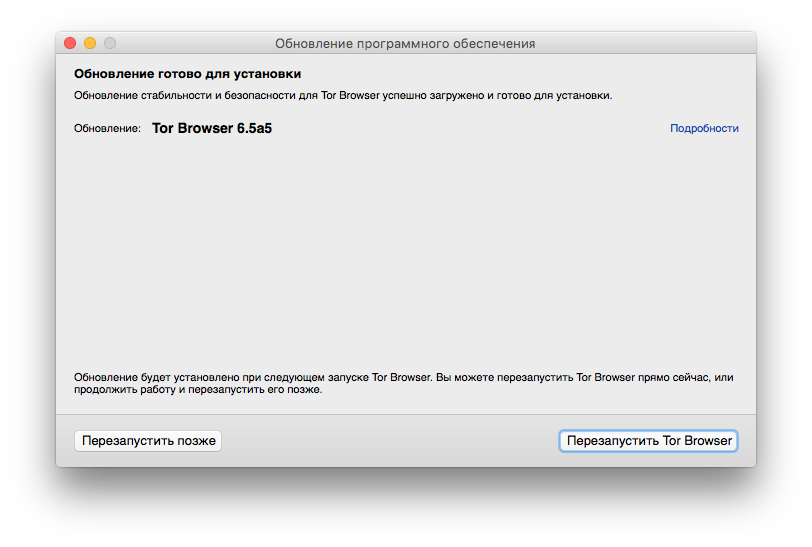 Обновление программного обеспечения
Обновление готово для установки
Обновление стабильности и безопасности для Tor Browser успешно загружено и готово для установки.
Обновление: Tor Browser 6.5a5 Подробности
Обновление будет установлено при следующем запуске Tor Browser. Вы можете перезапустить Tor Browser прямо сейчас, или
продолжить работу и перезапустить его позже.
Перезапустить позже Перезапустить Tor Browser